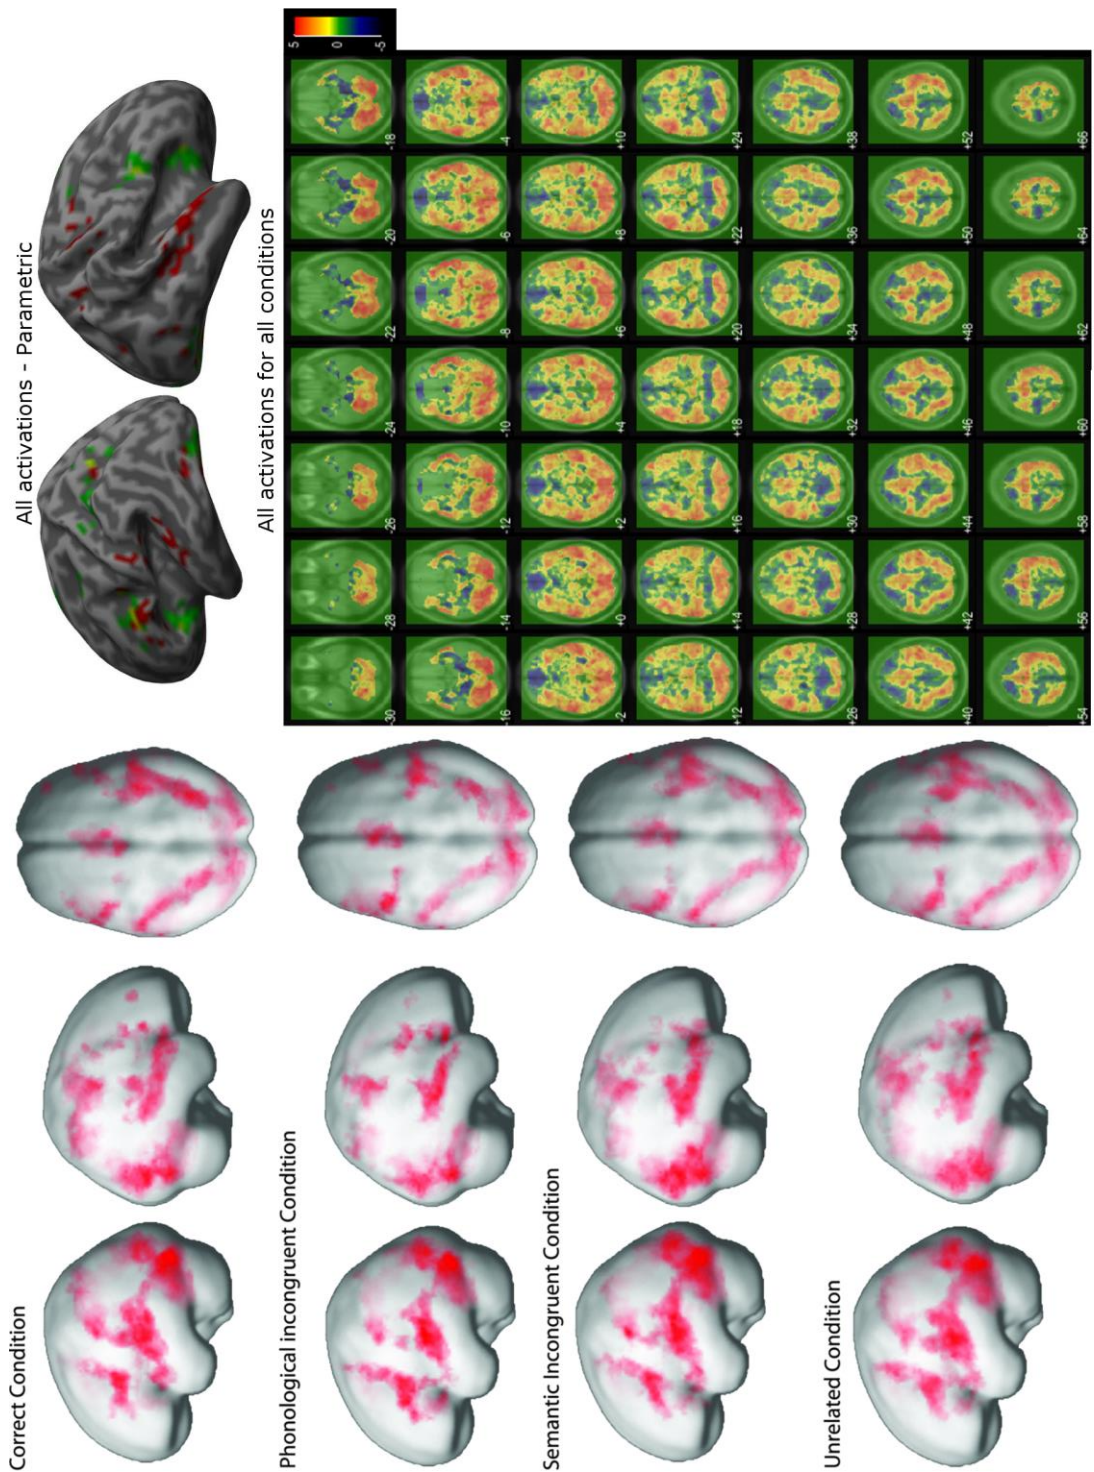 Correct Condition
Phonological incongruent Condition
Semantic Incongruent Condition
Unrelated Condition
All activations - Parametric
All activations for all conditions
5
0
-5
-30 -28 -26 -24 -22 -20 -18
-16 -14 -12 -10 -8 -6 -4
-2 +0 +2 +4 +6 +8 +10
+12 +14 +16 +18 +20 +22 +24
+26 +28 +30 +32 +34 +36 +38
+40 +42 +44 +46 +48 +50 +52
+54 +56 +58 +60 +62 +64 +66